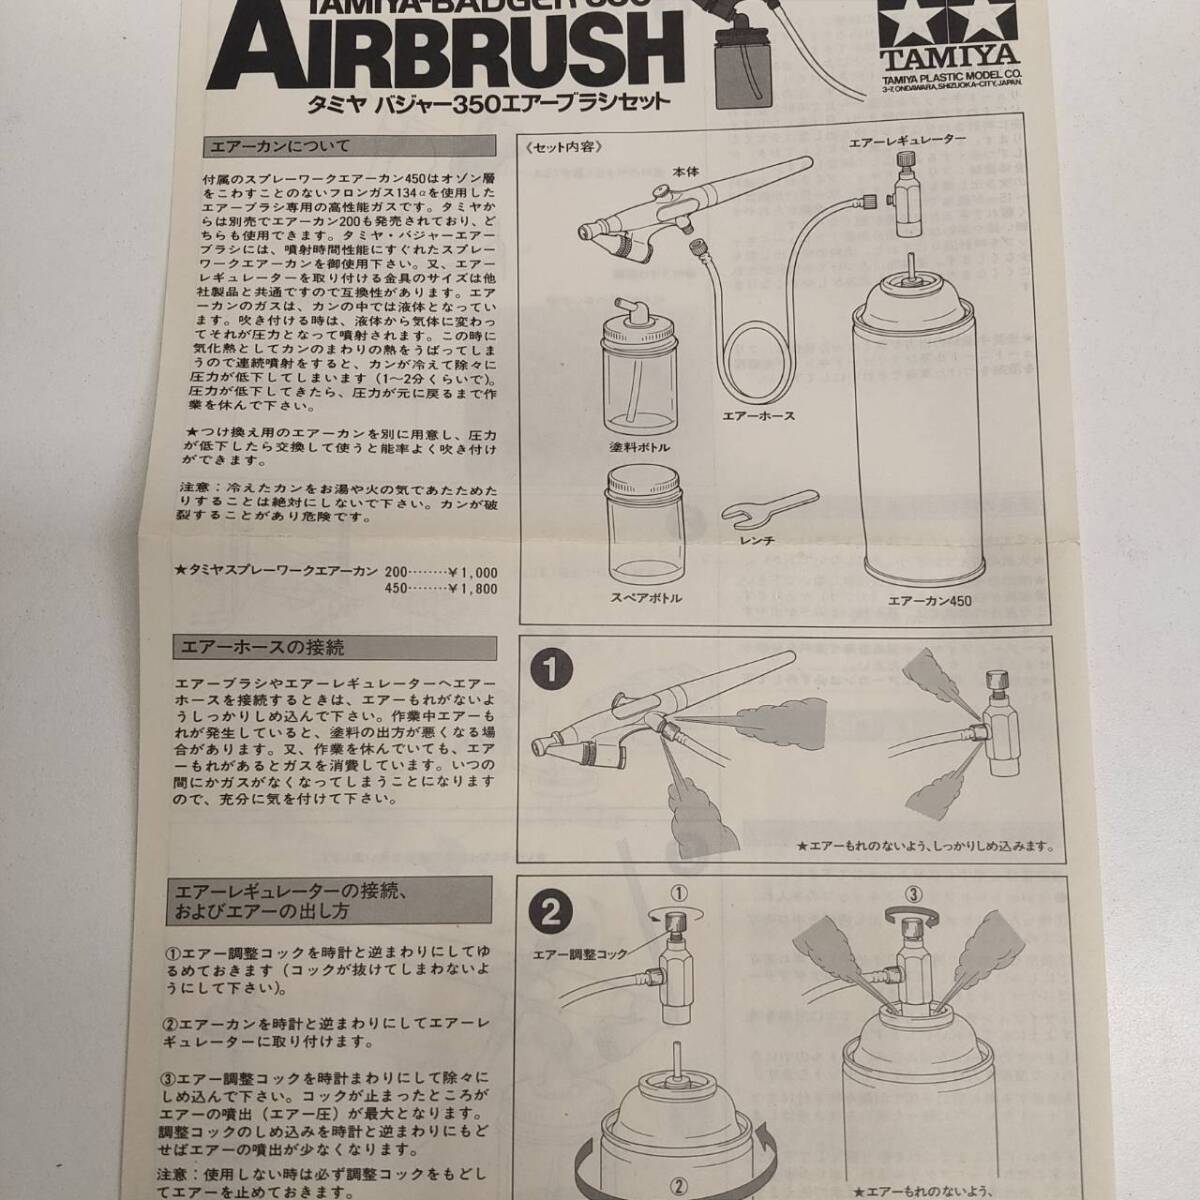 TAMIYA-BADGER 350
AIRBRUSH
タミヤ バジャー350エアーブラシセット
TAMIYA
TAMIYA PLASTIC MODEL CO.
3-7, ONDAWARA, SHIZUOKA-CITY, JAPAN.
エアーカンについて
付属のスプレーワークエアーカン450はオゾン層
をこわすことのないフロンガス134αを使用した
エアーブラシ専用の高性能ガスです。タミヤか
らは別売でエアーカン200も発売されており、ど
ちらも使用できます。タミヤ・バジャーエアー
ブラシには、噴射時間性能にすぐれたスプレー
ワークエアーカンを御使用下さい。又、エアー
レギュレーターを取り付ける金具のサイズは他
社製品と共通ですので互換性があります。エア
ーカンのガスは、カンの中では液体となってい
ます。吹き付ける時は、液体から気体に変わっ
てそれが圧力となって噴射されます。この時に
気化熱としてカンのまわりの熱をうばってしま
うので連続噴射をすると、カンが冷えて除々に
圧力が低下してしまいます（1〜2分くらいで）。
圧力が低下してきたら、圧力が元に戻るまで作
業を休んで下さい。
★つけ換え用のエアーカンを別に用意し、圧力
が低下したら交換して使うと能率よく吹き付け
ができます。
注意：冷えたカンをお湯や火の気であたためた
りすることは絶対にしないで下さい。カンが破
裂することがあり危険です。
★タミヤスプレーワークエアーカン 200········￥1,000
450········￥1,800
《セット内容》
エアーレギュレーター
本体
エアーホース
塗料ボトル
レンチ
スペアボトル
エアーカン450
エアーホースの接続
エアーブラシやエアーレギュレーターへエアー
ホースを接続するときは、エアーもれがないよ
うしっかりしめ込んで下さい。作業中エアーも
れが発生していると、塗料の出方が悪くなる場
合があります。又、作業を休んでいても、エア
ーもれがあるとガスを消費しています。いつの
間にかガスがなくなってしまうことになります
ので、充分に気を付けて下さい。
1
★エアーもれのないよう、しっかりしめ込みます。
エアーレギュレーターの接続、
およびエアーの出し方
①エアー調整コックを時計と逆まわりにしてゆ
るめておきます（コックが抜けてしまわないよ
うにして下さい）。
②エアーカンを時計と逆まわりにしてエアーレ
ギュレーターに取り付けます。
③エアー調整コックを時計まわりにして除々に
しめ込んで下さい。コックが止まったところが
エアーの噴出（エアー圧）が最大となります。
調整コックのしめ込みを時計と逆まわりにもど
せばエアーの噴出が少なくなります。
注意：使用しない時は必ず調整コックをもどし
てエアーを止めておきます。
2
①
エアー調整コック
②
③
★エアーもれのないよう、